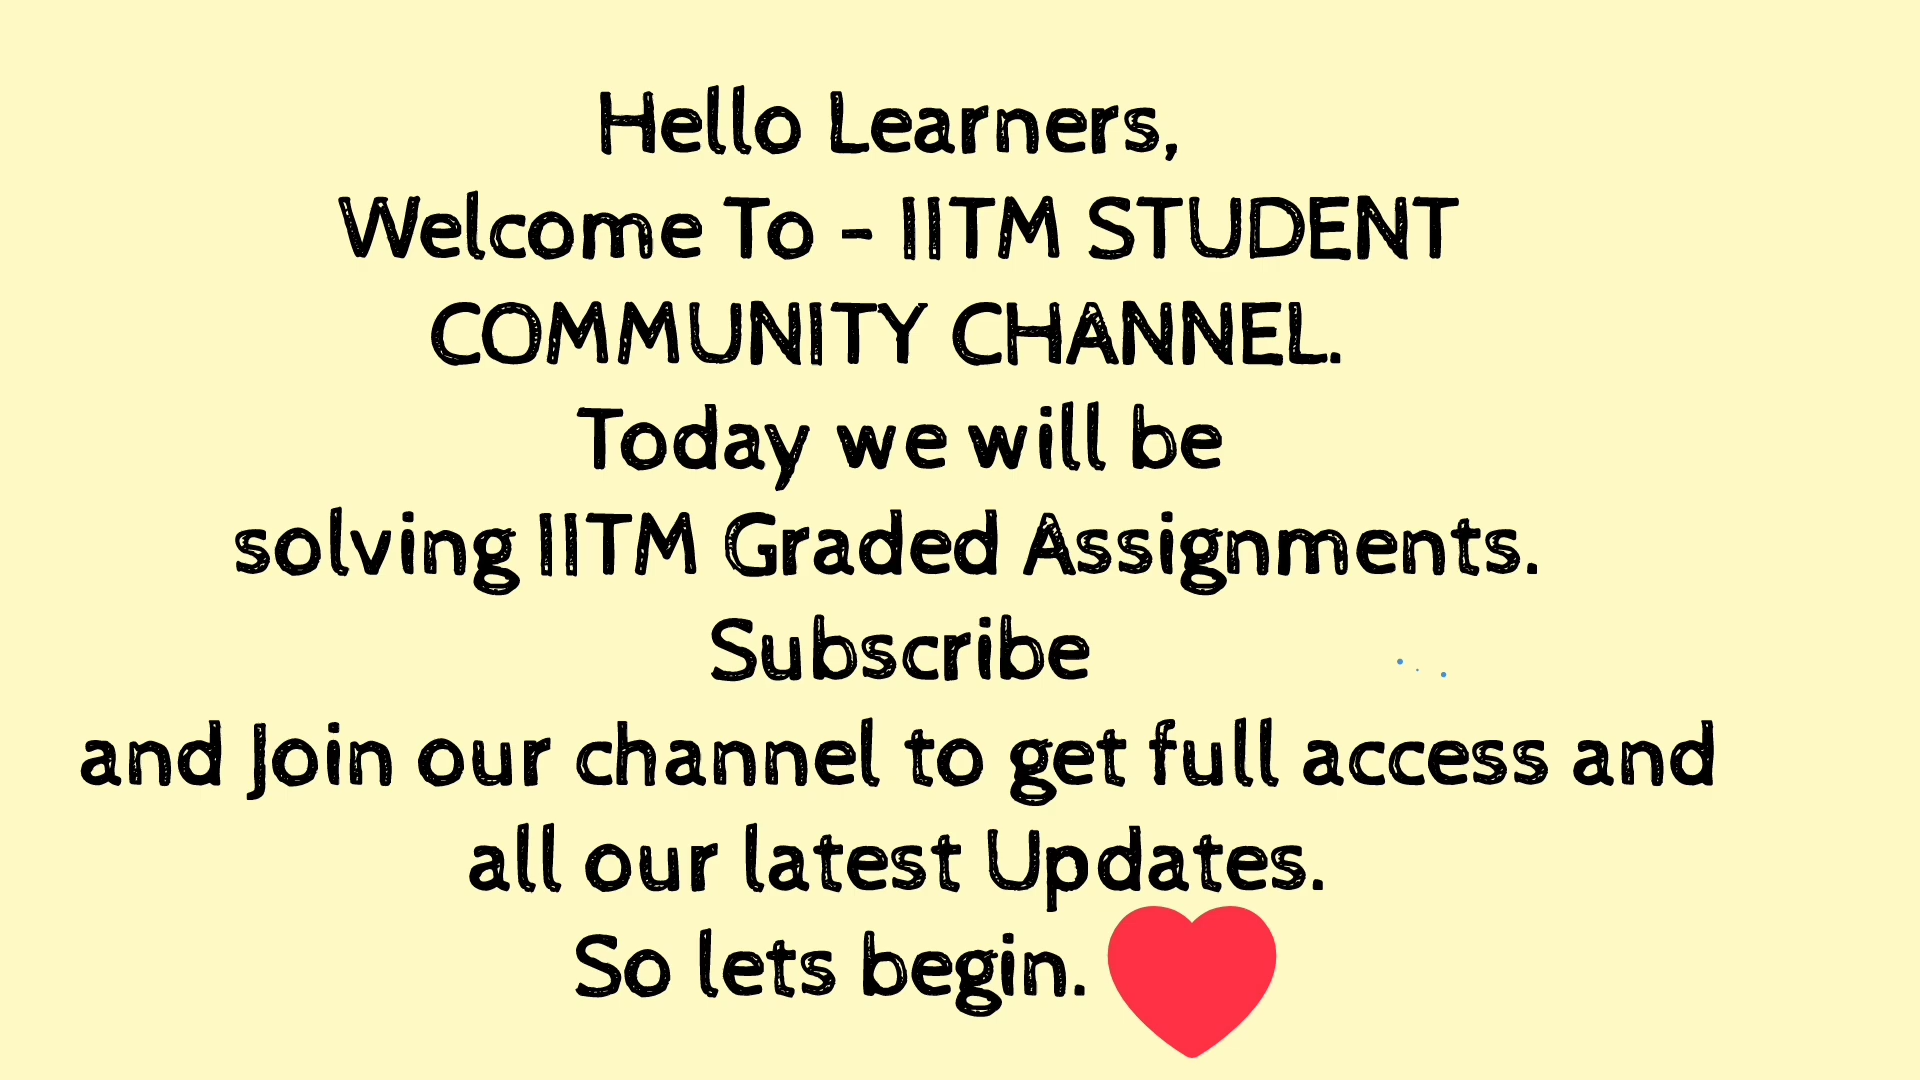 Hello Learners,
Welcome To - IITM STUDENT
COMMUNITY CHANNEL.
Today we will be
solving IITM Graded Assignments.
Subscribe
and Join our channel to get full access and
all our latest Updates.
So lets begin.